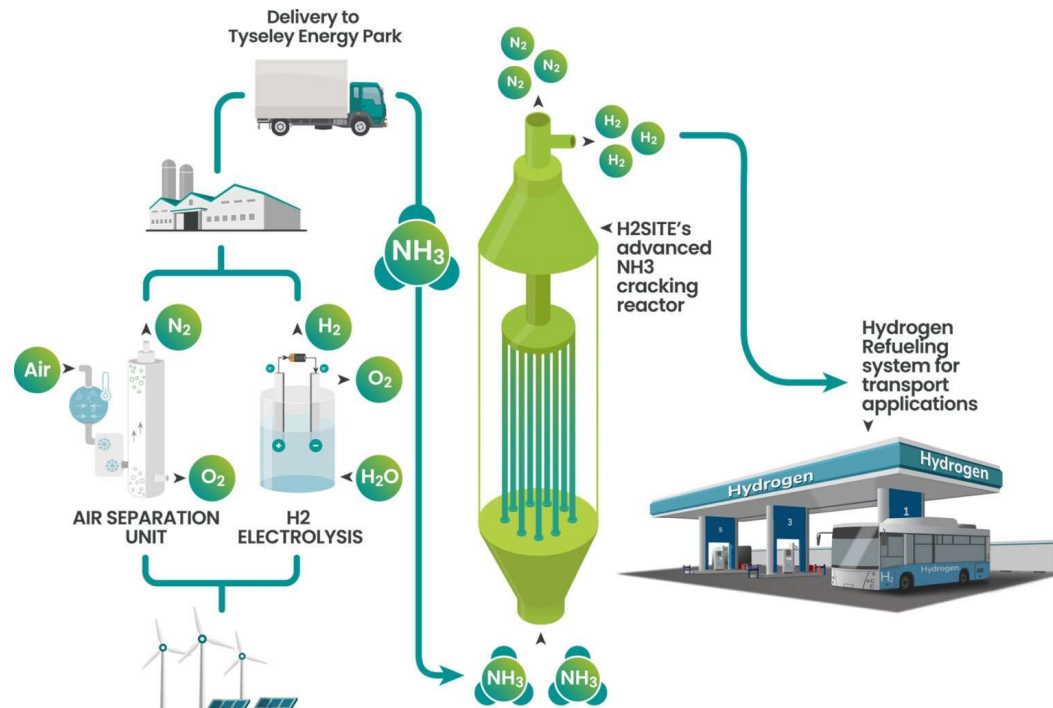 Delivery to
Tyseley Energy Park
N₂
N₂
N₂
H₂
H₂
H₂
NH₃
H2SITE's
advanced
NH3
cracking
reactor
N₂
H₂
Air
O₂
O₂
H₂O
e
e
+
−
AIR SEPARATION
UNIT
H2
ELECTROLYSIS
Hydrogen
Refueling
system for
transport
applications
Hydrogen
Hydrogen
5
3
1
H₂
Hydrogen
NH₃
NH₃